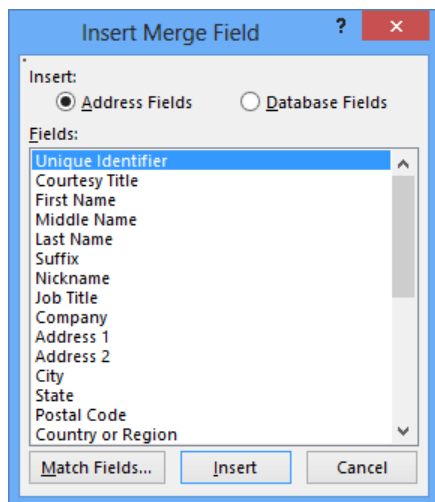 Insert Merge Field ? ×
Insert:
Address Fields Database Fields
Fields:
Unique Identifier
Courtesy Title
First Name
Middle Name
Last Name
Suffix
Nickname
Job Title
Company
Address 1
Address 2
City
State
Postal Code
Country or Region
Match Fields... Insert Cancel